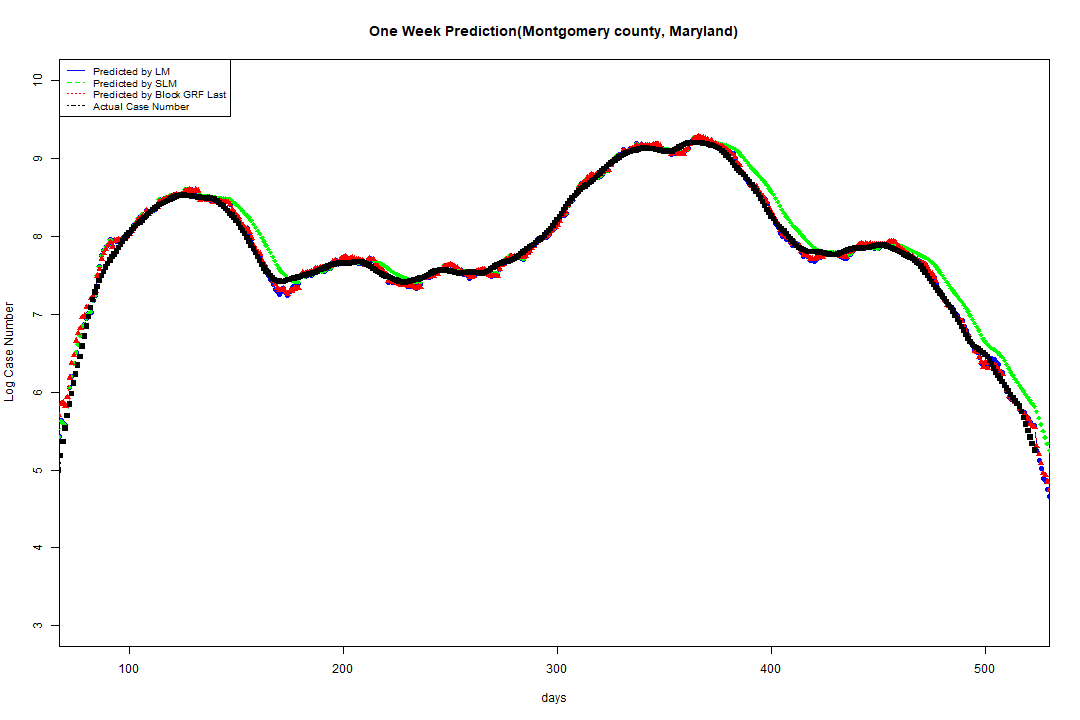 One Week Prediction(Montgomery county, Maryland)
Predicted by LM
Predicted by SLM
Predicted by Block GRF Last
Actual Case Number
10
9
8
7
6
5
4
3
Log Case Number
100 200 300 400 500
days